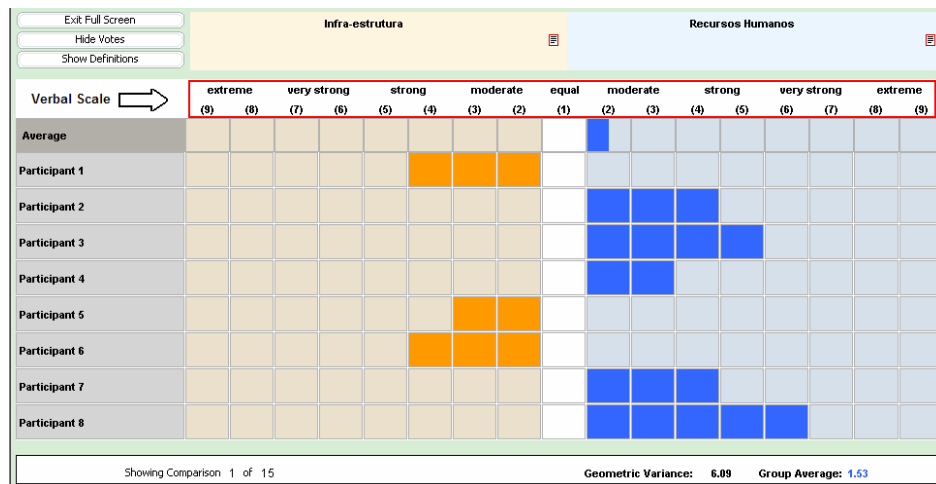 Exit Full Screen
Hide Votes
Show Definitions
Infra-estrutura
Recursos Humanos
Verbal Scale
extreme very strong strong moderate equal moderate strong very strong extreme
(9) (8) (7) (6) (5) (4) (3) (2) (1) (2) (3) (4) (5) (6) (7) (8) (9)
Average
Participant 1
Participant 2
Participant 3
Participant 4
Participant 5
Participant 6
Participant 7
Participant 8
Showing Comparison 1 of 15 Geometric Variance: 6.09 Group Average: 1.53